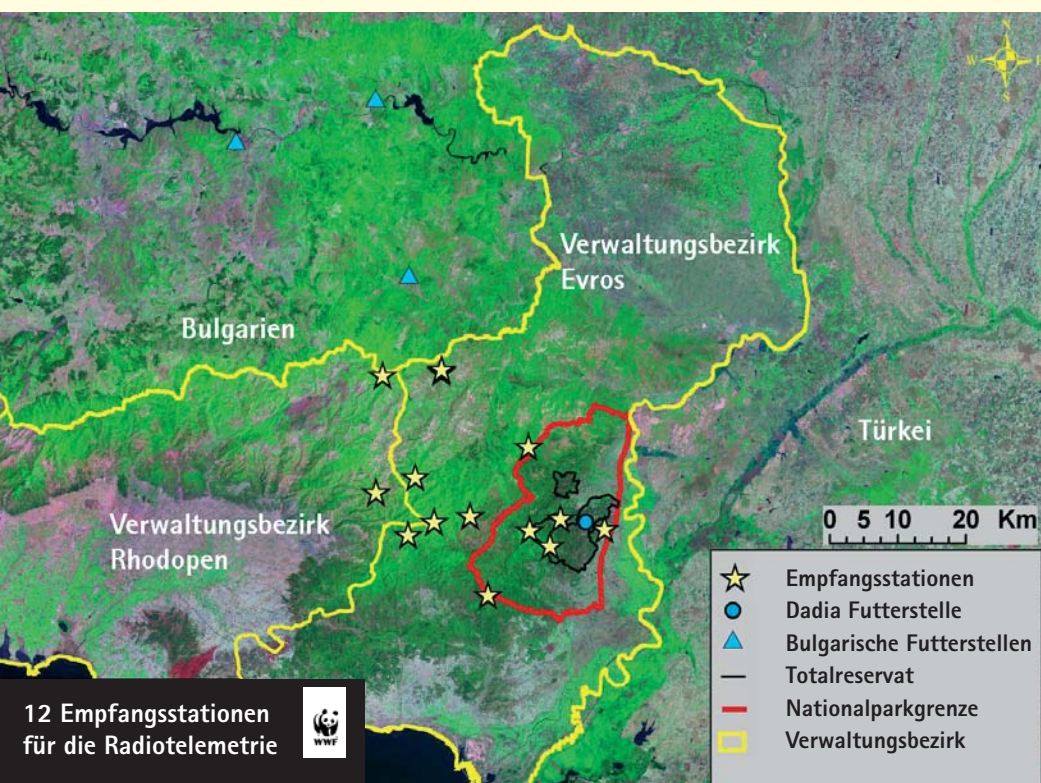 N
W
E
S
Verwaltungsbezirk
Evros
Bulgarien
Türkei
Verwaltungsbezirk
Rhodopen
0 5 10 20 Km
Empfangsstationen
Dadia Futterstelle
Bulgarische Futterstellen
Totalreservat
Nationalparkgrenze
Verwaltungsbezirk
12 Empfangsstationen
für die Radiotelemetrie
WWF